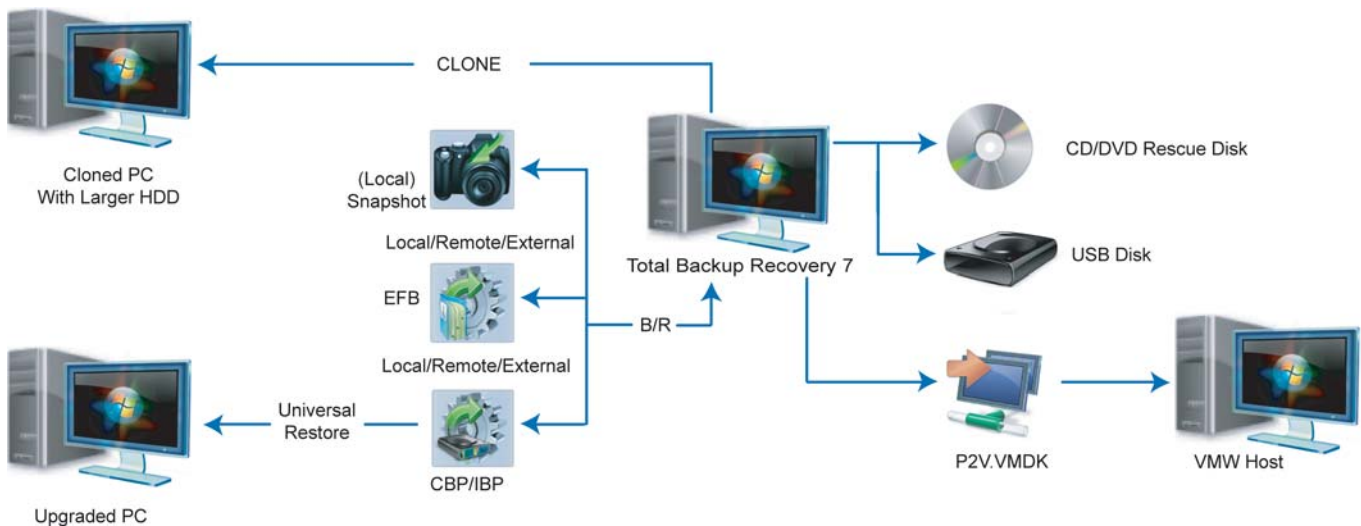 CLONE
Cloned PC
With Larger HDD
(Local)
Snapshot
Local/Remote/External
EFB
Local/Remote/External
Universal
Restore
CBP/IBP
Upgraded PC
B/R
Total Backup Recovery 7
CD/DVD Rescue Disk
USB Disk
P2V.VMDK
VMW Host